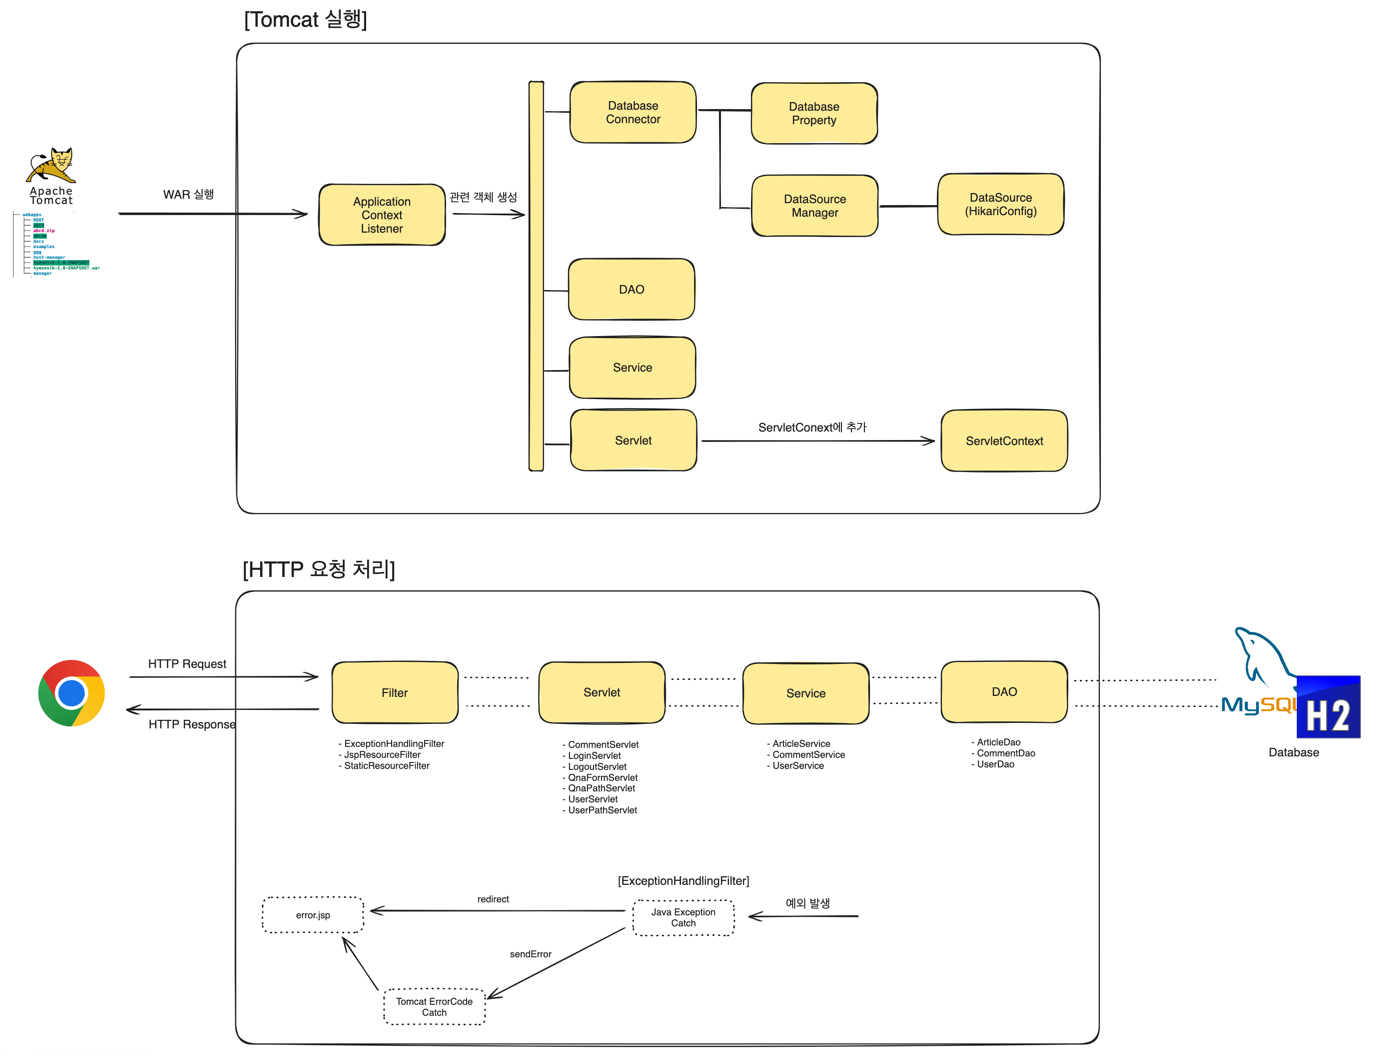 [Tomcat 실행]
Apache
Tomcat
webapps
ROOT
abcd.zip
docs
examples
host-manager
manager
WAR 실행
Application
Context
Listener
관련 객체 생성
Database
Connector
Database
Property
DataSource
Manager
DataSource
(HikariConfig)
DAO
Service
Servlet
ServletConext에 추가
ServletContext
[HTTP 요청 처리]
HTTP Request
HTTP Response
Filter
- ExceptionHandlingFilter
- JspResourceFilter
- StaticResourceFilter
Servlet
- CommentServlet
- LoginServlet
- LogoutServlet
- QnaFormServlet
- QnaPathServlet
- UserServlet
- UserPathServlet
Service
- ArticleService
- CommentService
- UserService
DAO
- ArticleDao
- CommentDao
- UserDao
MySQL
H2
Database
[ExceptionHandlingFilter]
예외 발생
Java Exception
Catch
redirect
error.jsp
sendError
Tomcat ErrorCode
Catch